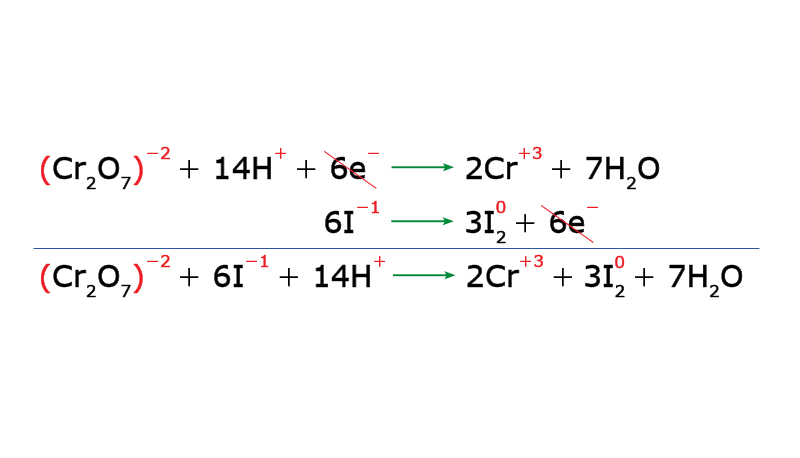 (Cr₂O₇)⁻² + 14H⁺ + 6e⁻ ⟶ 2Cr⁺³ + 7H₂O
6I⁻¹ ⟶ 3I₂⁰ + 6e⁻
(Cr₂O₇)⁻² + 6I⁻¹ + 14H⁺ ⟶ 2Cr⁺³ + 3I₂⁰ + 7H₂O